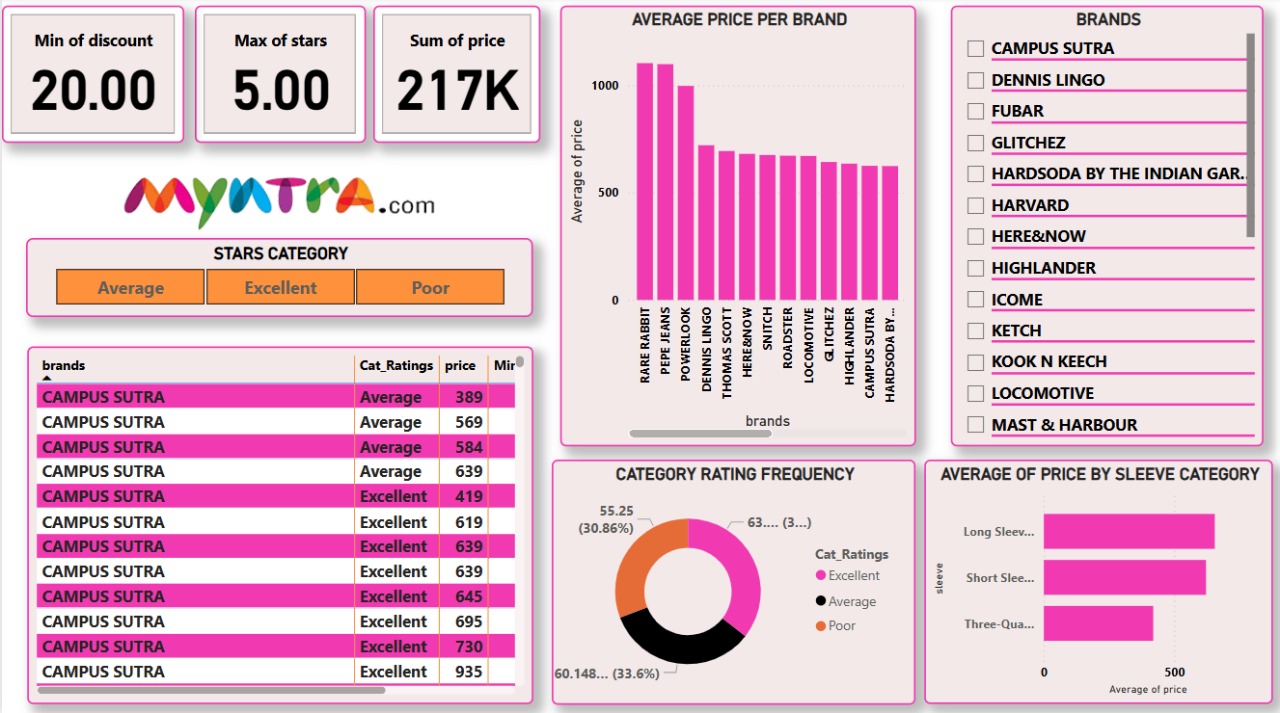 Min of discount
20.00
Max of stars
5.00
Sum of price
217K
myntra.com
STARS CATEGORY
Average
Excellent
Poor
brands Cat_Ratings price Mir
CAMPUS SUTRA Average 389
CAMPUS SUTRA Average 569
CAMPUS SUTRA Average 584
CAMPUS SUTRA Average 639
CAMPUS SUTRA Excellent 419
CAMPUS SUTRA Excellent 619
CAMPUS SUTRA Excellent 639
CAMPUS SUTRA Excellent 639
CAMPUS SUTRA Excellent 645
CAMPUS SUTRA Excellent 695
CAMPUS SUTRA Excellent 730
CAMPUS SUTRA Excellent 935
AVERAGE PRICE PER BRAND
Average of price
1000
500
0
RARE RABBIT
PEPE JEANS
POWERLOOK
DENNIS LINGO
THOMAS SCOTT
HERE&NOW
SNITCH
ROADSTER
LOCOMOTIVE
GLITCHEZ
HIGHLANDER
CAMPUS SUTRA
HARDSODA BY...
brands
BRANDS
CAMPUS SUTRA
DENNIS LINGO
FUBAR
GLITCHEZ
HARDSODA BY THE INDIAN GAR..
HARVARD
HERE&NOW
HIGHLANDER
ICOME
KETCH
KOOK N KEECH
LOCOMOTIVE
MAST & HARBOUR
CATEGORY RATING FREQUENCY
55.25
(30.86%)
63.... (3...)
60.148... (33.6%)
Cat_Ratings
Excellent
Average
Poor
AVERAGE OF PRICE BY SLEEVE CATEGORY
sleeve
Long Sleev...
Short Slee...
Three-Qua...
0
500
Average of price